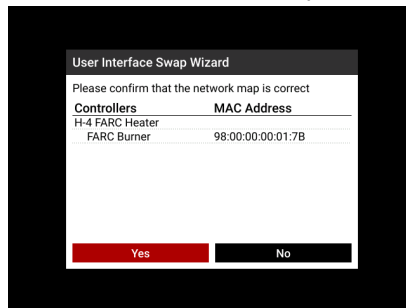 User Interface Swap Wizard
Please confirm that the network map is correct
Controllers MAC Address
H-4 FARC Heater
FARC Burner 98:00:00:00:01:7B
Yes No